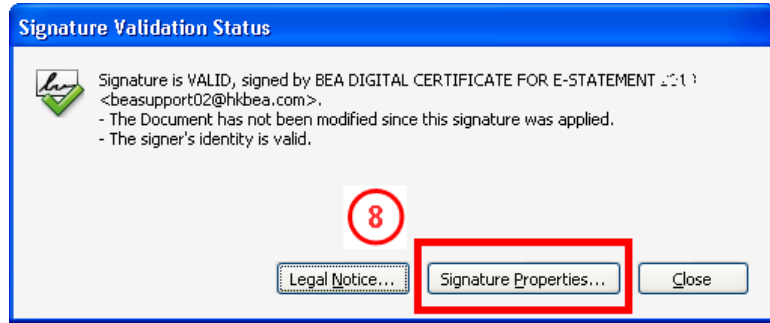 Signature Validation Status
Signature is VALID, signed by BEA DIGITAL CERTIFICATE FOR E-STATEMENT
<beasupport02@hkbea.com>.
- The Document has not been modified since this signature was applied.
- The signer's identity is valid.
8
Legal Notice... Signature Properties... Close